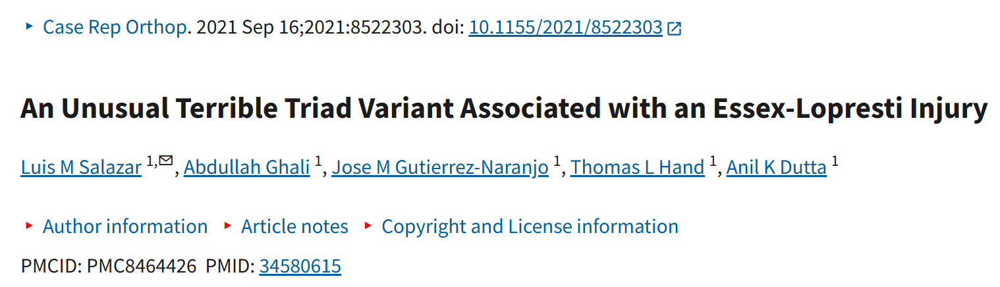 Case Rep Orthop. 2021 Sep 16;2021:8522303. doi: 10.1155/2021/8522303
An Unusual Terrible Triad Variant Associated with an Essex-Lopresti Injury
Luis M Salazar 1,✉, Abdullah Ghali 1, Jose M Gutierrez-Naranjo 1, Thomas L Hand 1, Anil K Dutta 1
Author information Article notes Copyright and License information
PMCID: PMC8464426 PMID: 34580615